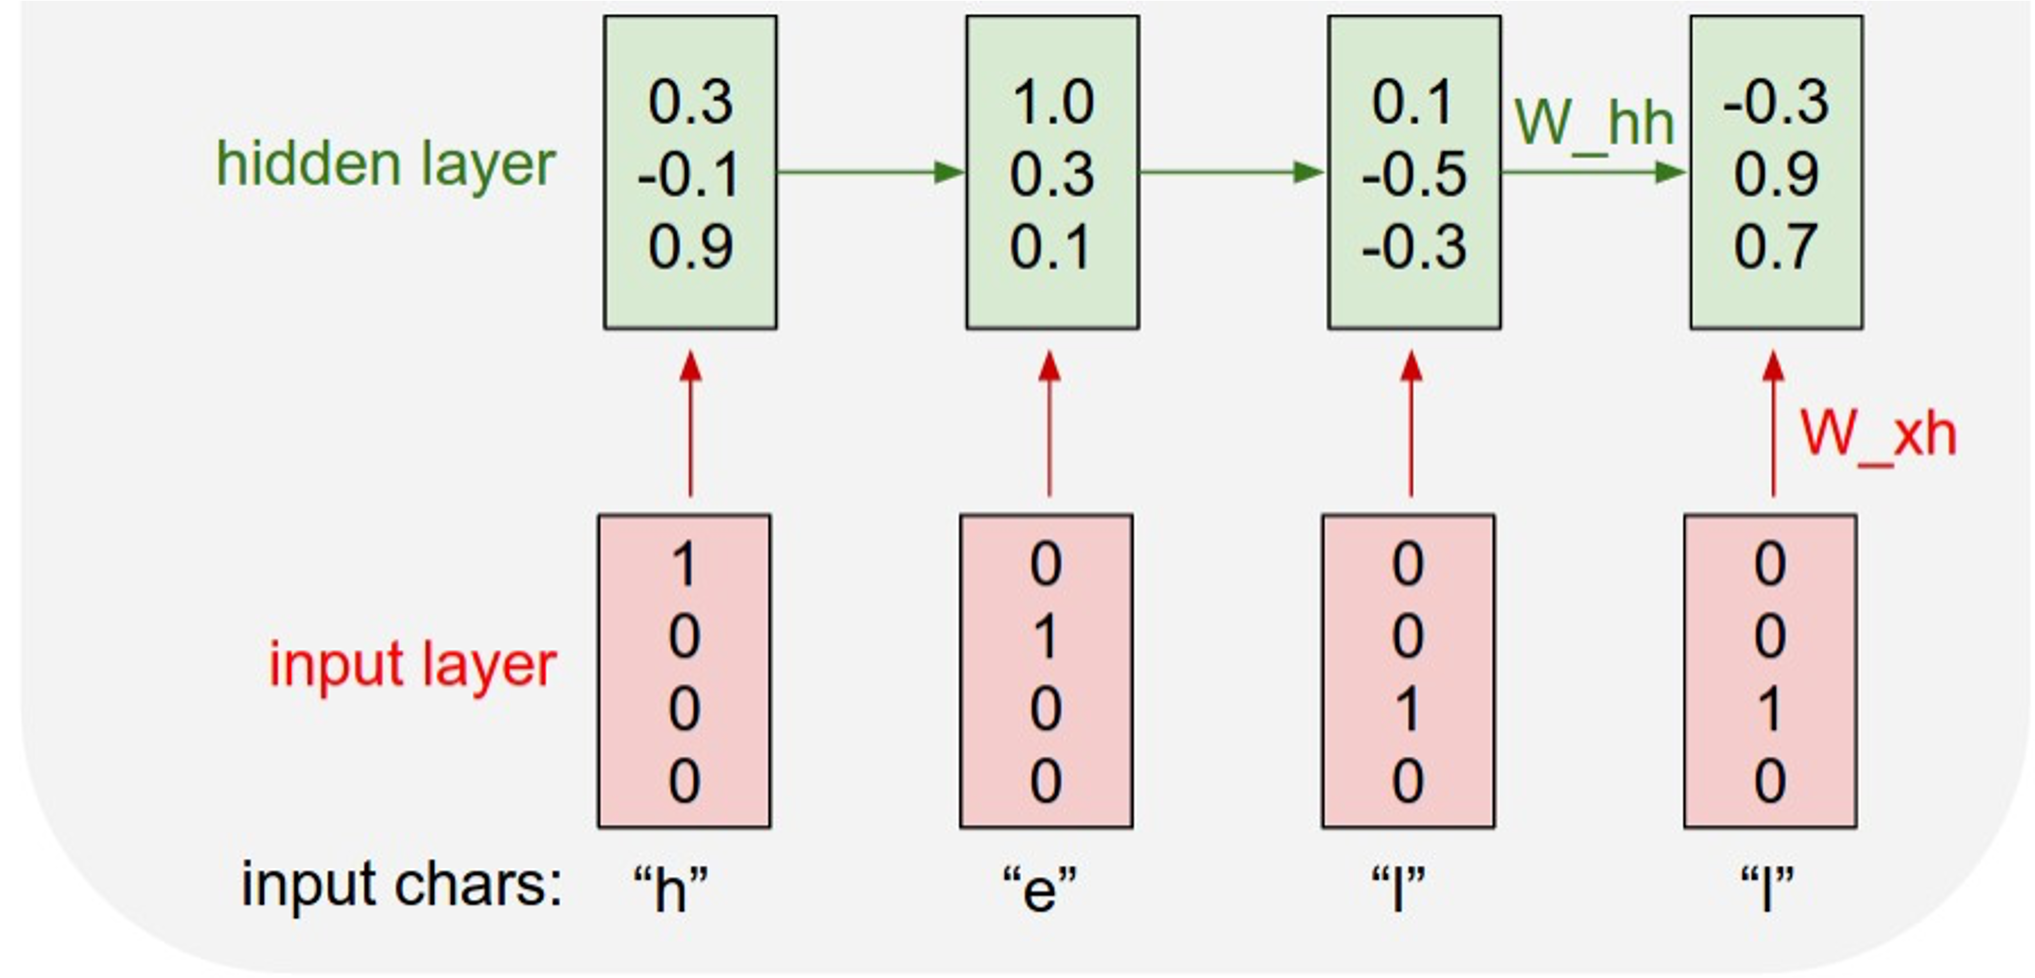 0.3 1.0 0.1 W_hh -0.3
hidden layer -0.1 0.3 -0.5 0.9
0.9 0.1 -0.3 0.7
W_xh
1 0 0 0
0 1 0 0
input layer
0 0 1 1
0 0 0 0
input chars: “h” “e” “l” “l”